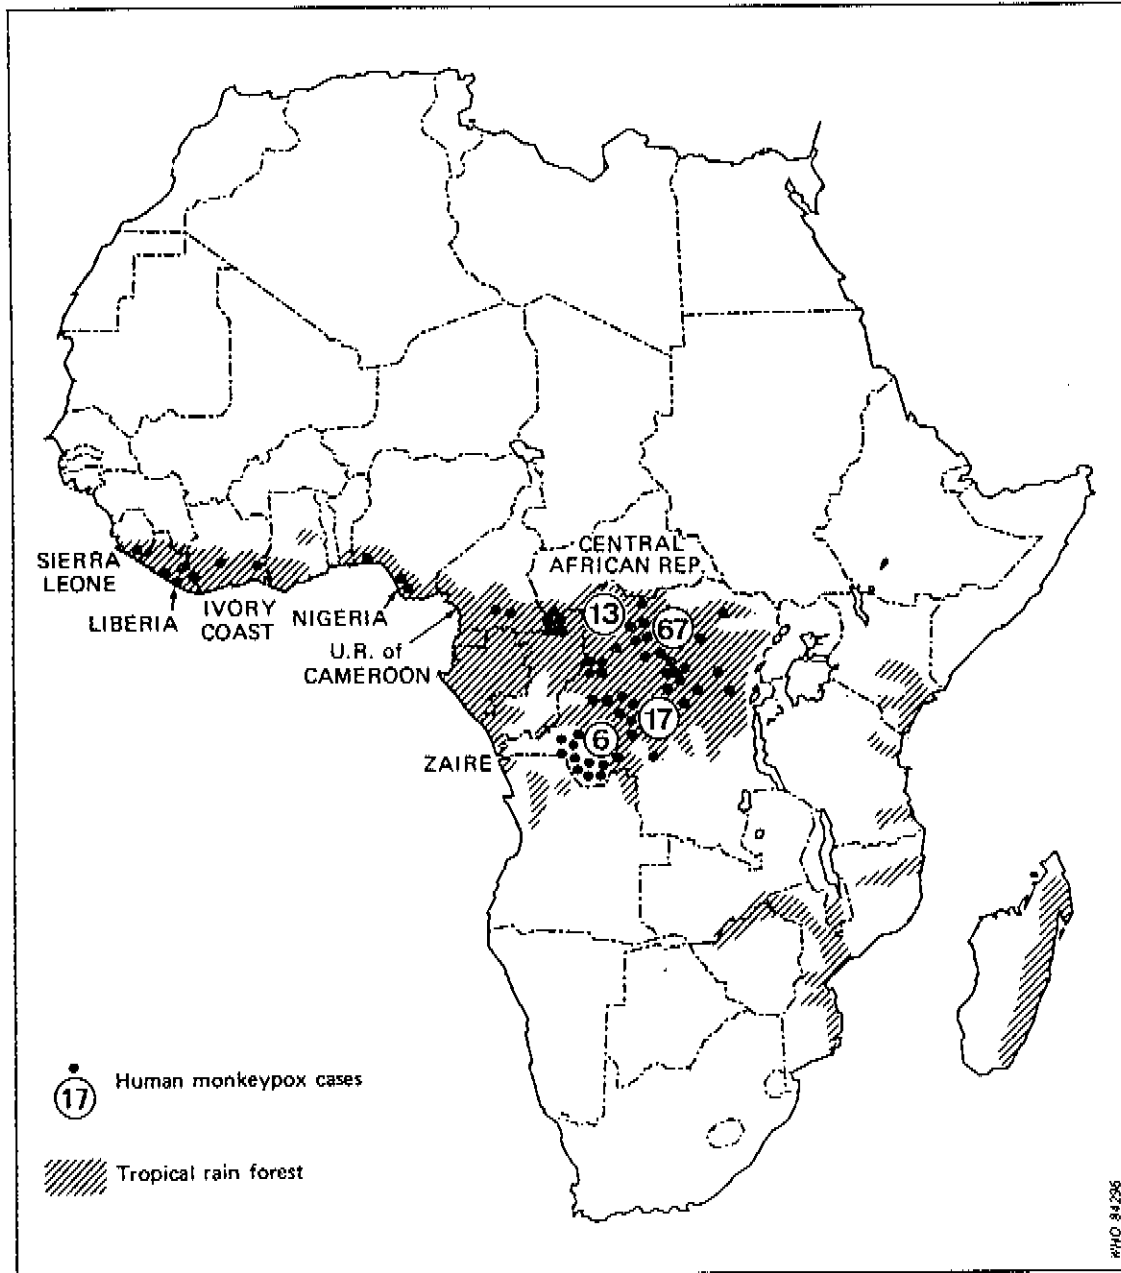 CENTRAL
AFRICAN REP.
SIERRA
LEONE
LIBERIA
IVORY
COAST
NIGERIA
U.R. of
CAMEROON
13
67
17
6
ZAIRE
17
Human monkeypox cases
Tropical rain forest
WHO 84296